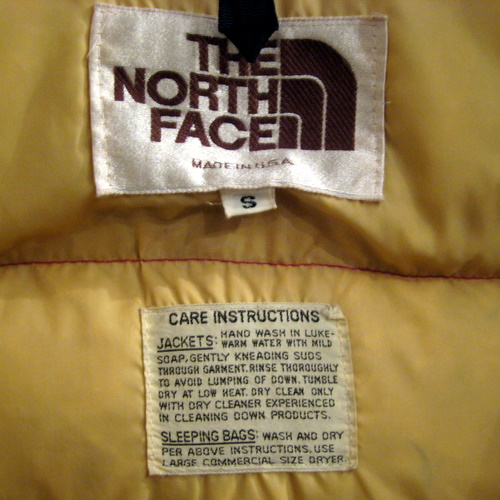 THE
NORTH
FACE
MADE IN USA
S
CARE INSTRUCTIONS
JACKETS: HAND WASH IN LUKE-
WARM WATER WITH MILD
SOAP, GENTLY KNEADING SUDS
THROUGH GARMENT. RINSE THOROUGHLY
TO AVOID LUMPING OF DOWN. TUMBLE
DRY AT LOW HEAT. DRY CLEAN ONLY
WITH DRY CLEANER EXPERIENCED
IN CLEANING DOWN PRODUCTS.
SLEEPING BAGS: WASH AND DRY
PER ABOVE INSTRUCTIONS, USE
LARGE COMMERCIAL SIZE DRYER.